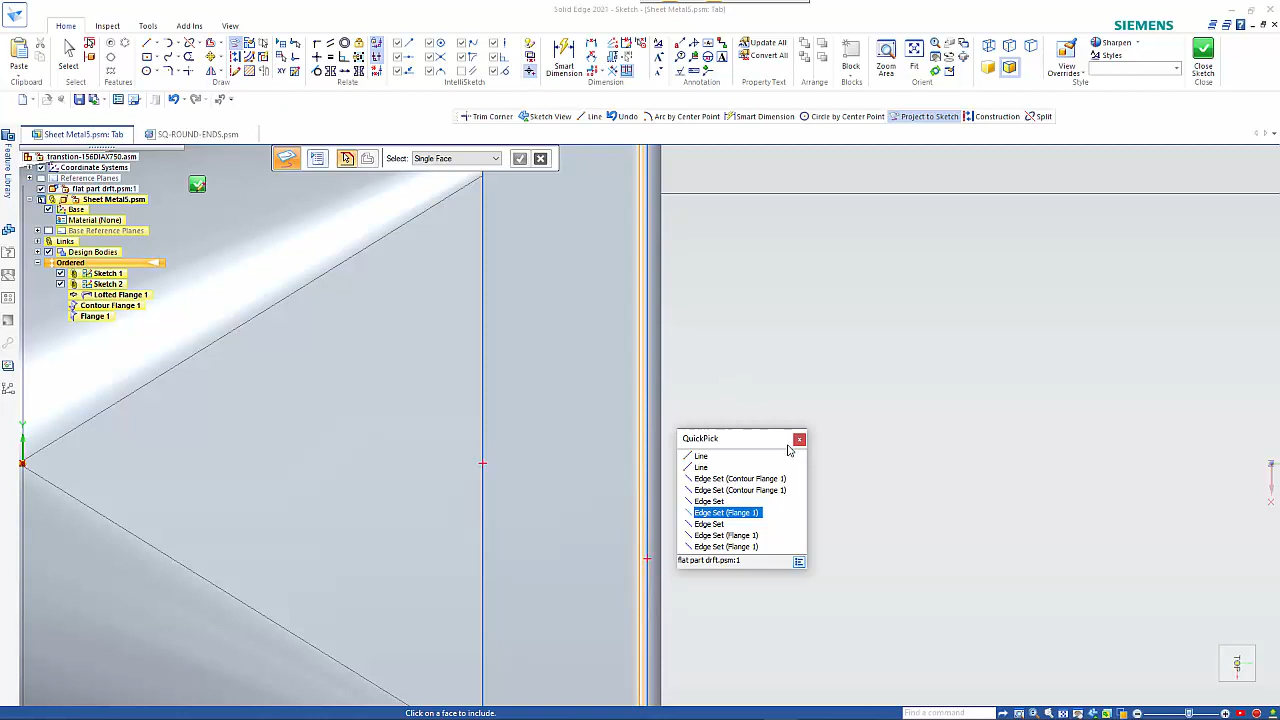 Solid Edge 2021 - Sketch - [Sheet Metal5.psm: Tab]
Home Inspect Tools Add Ins View
SIEMENS
Paste
Select
Smart Dimension
Update All
Convert All
Block
Zoom Area
Fit
View Overrides
Sharpen
Styles
Close Sketch
Clipboard Select Features Draw Relate IntelliSketch Dimension Annotation PropertyText Arrange Blocks Orient Style Close
Trim Corner Sketch View Line Undo Arc by Center Point Smart Dimension Circle by Center Point Project to Sketch Construction Split
Sheet Metal5.psm: Tab
SQ-ROUND-ENDS.psm
Feature Library
Select: Single Face
transtion-156DIAX750.asm
Coordinate Systems
Reference Planes
flat part drft.psm:1
Sheet Metal5.psm
Base
Material (None)
Base Reference Planes
Links
Design Bodies
Ordered
Sketch 1
Sketch 2
Lofted Flange 1
Contour Flange 1
Flange 1
Y
QuickPick
Line
Line
Edge Set (Contour Flange 1)
Edge Set (Contour Flange 1)
Edge Set
Edge Set (Flange 1)
Edge Set
Edge Set (Flange 1)
Edge Set (Flange 1)
flat part drft.psm:1
X
TOP
Click on a face to include.
Find a command